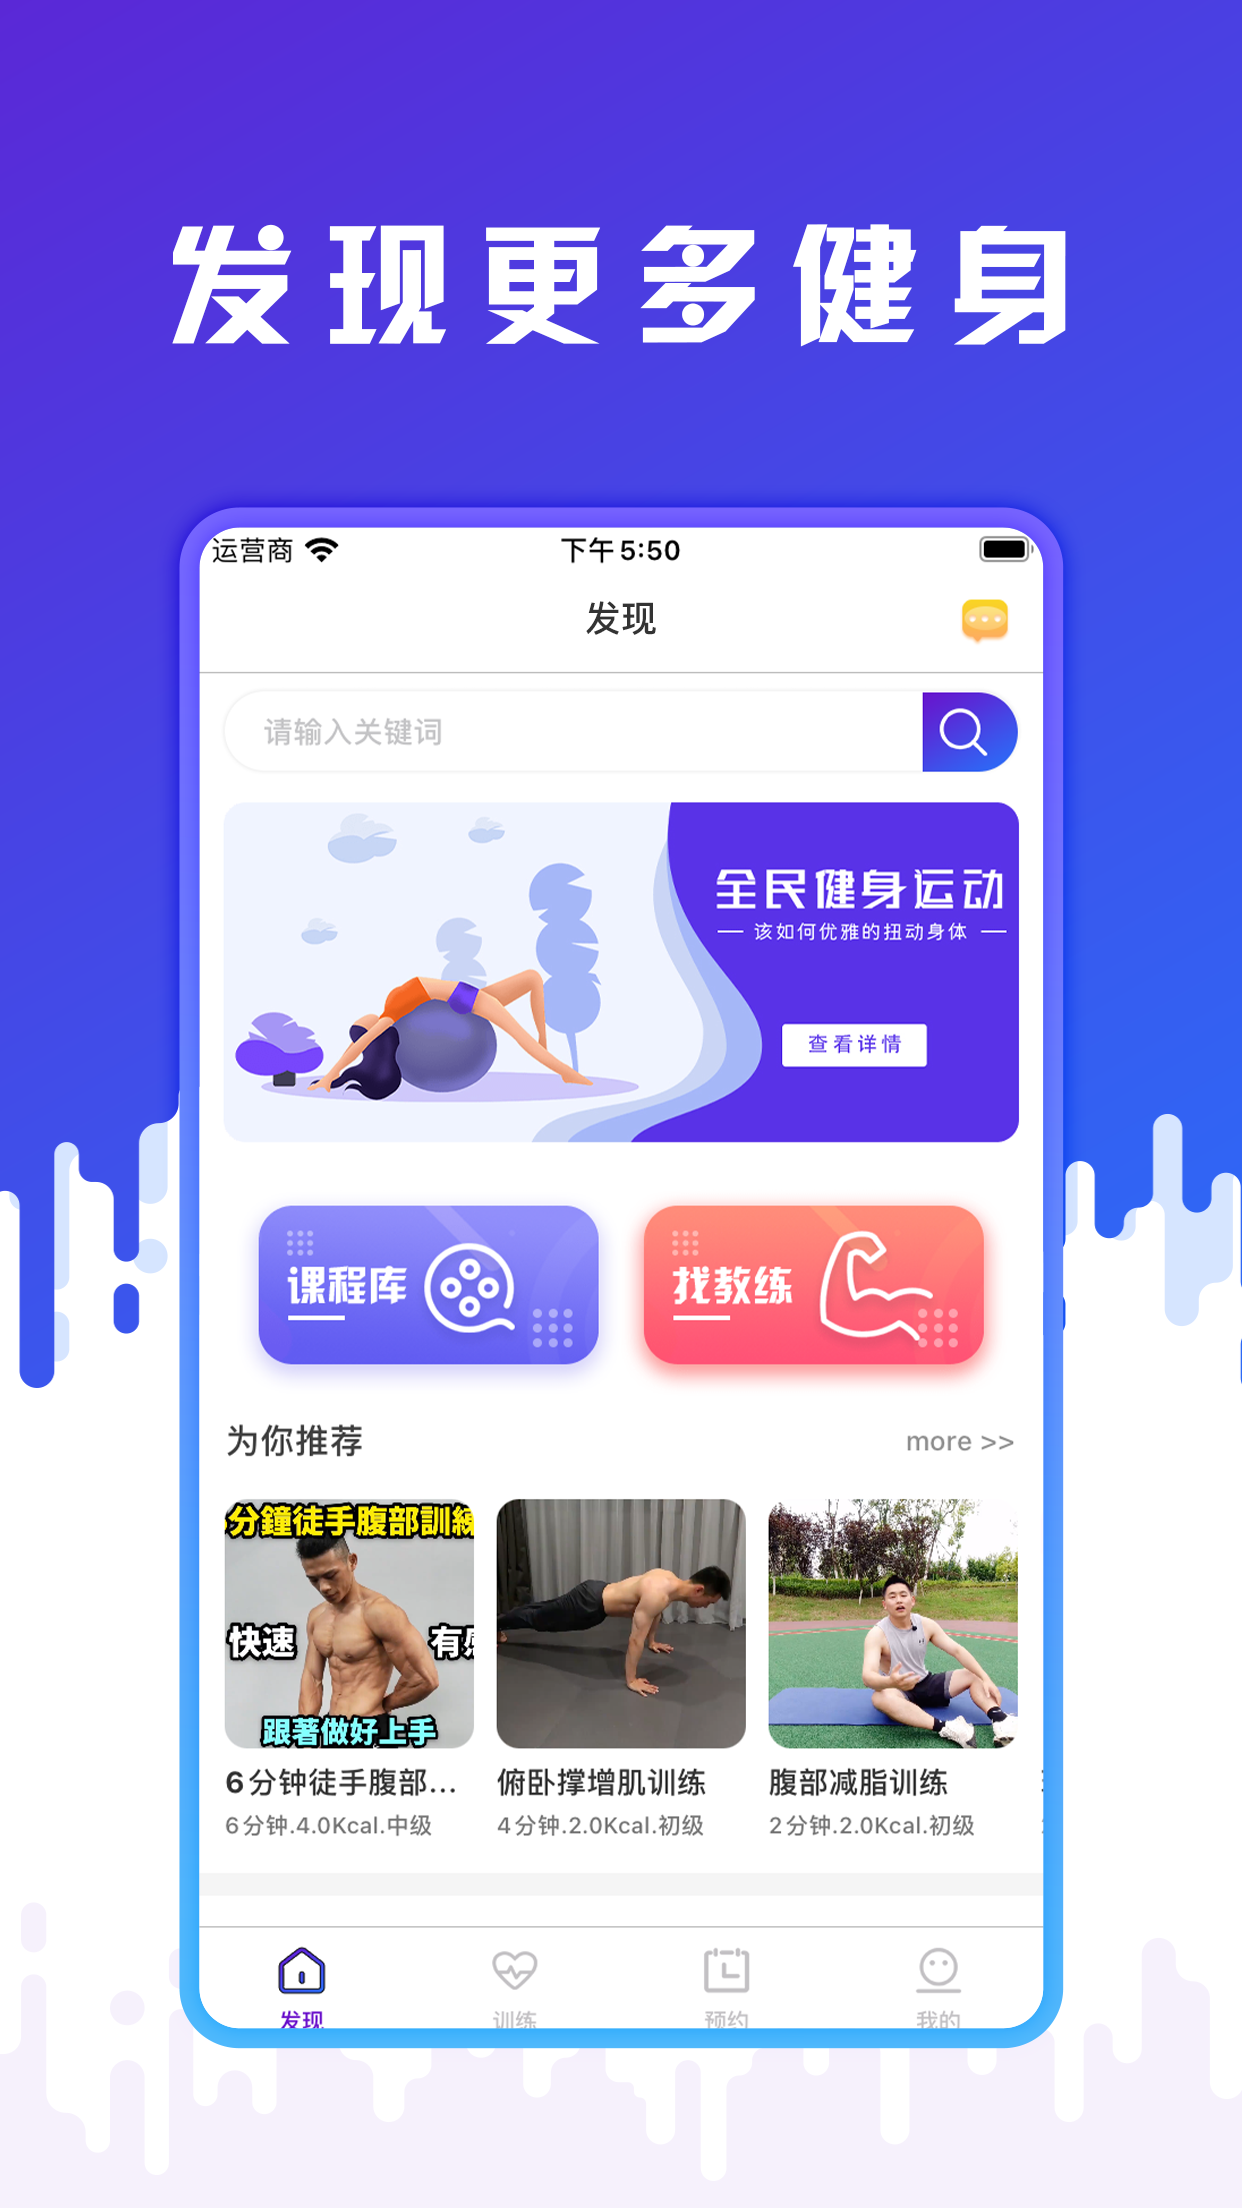 发现更多健身
运营商
下午5:50
发现
请输入关键词
全民健身运动
该如何优雅的扭动身体
查看详情
课程库
找教练
为你推荐
more >>
分鐘徒手腹部訓練
快速
有感
跟著做好上手
6分钟徒手腹部...
俯卧撑增肌训练
腹部减脂训练
6分钟.4.0Kcal.中级
4分钟.2.0Kcal.初级
2分钟.2.0Kcal.初级
发现
训练
预约
我的